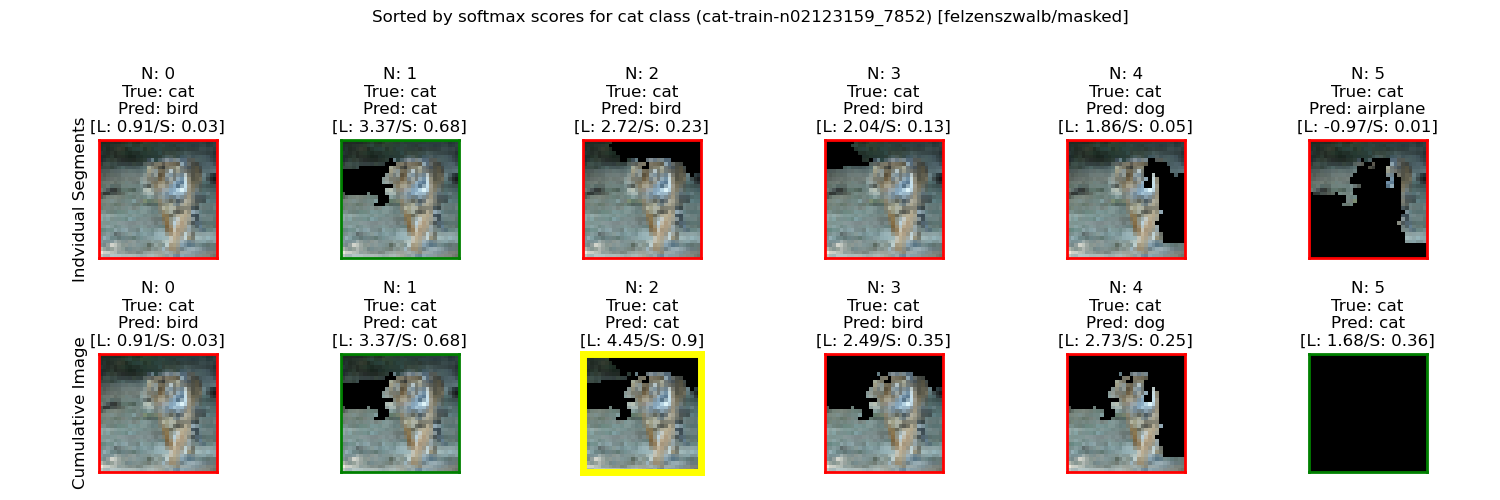 Sorted by softmax scores for cat class (cat-train-n02123159_7852) [felzenszwalb/masked]
Indvidual Segments
N: 0
True: cat
Pred: bird
[L: 0.91/S: 0.03]
N: 1
True: cat
Pred: cat
[L: 3.37/S: 0.68]
N: 2
True: cat
Pred: bird
[L: 2.72/S: 0.23]
N: 3
True: cat
Pred: bird
[L: 2.04/S: 0.13]
N: 4
True: cat
Pred: dog
[L: 1.86/S: 0.05]
N: 5
True: cat
Pred: airplane
[L: -0.97/S: 0.01]
Cumulative Image
N: 0
True: cat
Pred: bird
[L: 0.91/S: 0.03]
N: 1
True: cat
Pred: cat
[L: 3.37/S: 0.68]
N: 2
True: cat
Pred: cat
[L: 4.45/S: 0.9]
N: 3
True: cat
Pred: bird
[L: 2.49/S: 0.35]
N: 4
True: cat
Pred: dog
[L: 2.73/S: 0.25]
N: 5
True: cat
Pred: cat
[L: 1.68/S: 0.36]